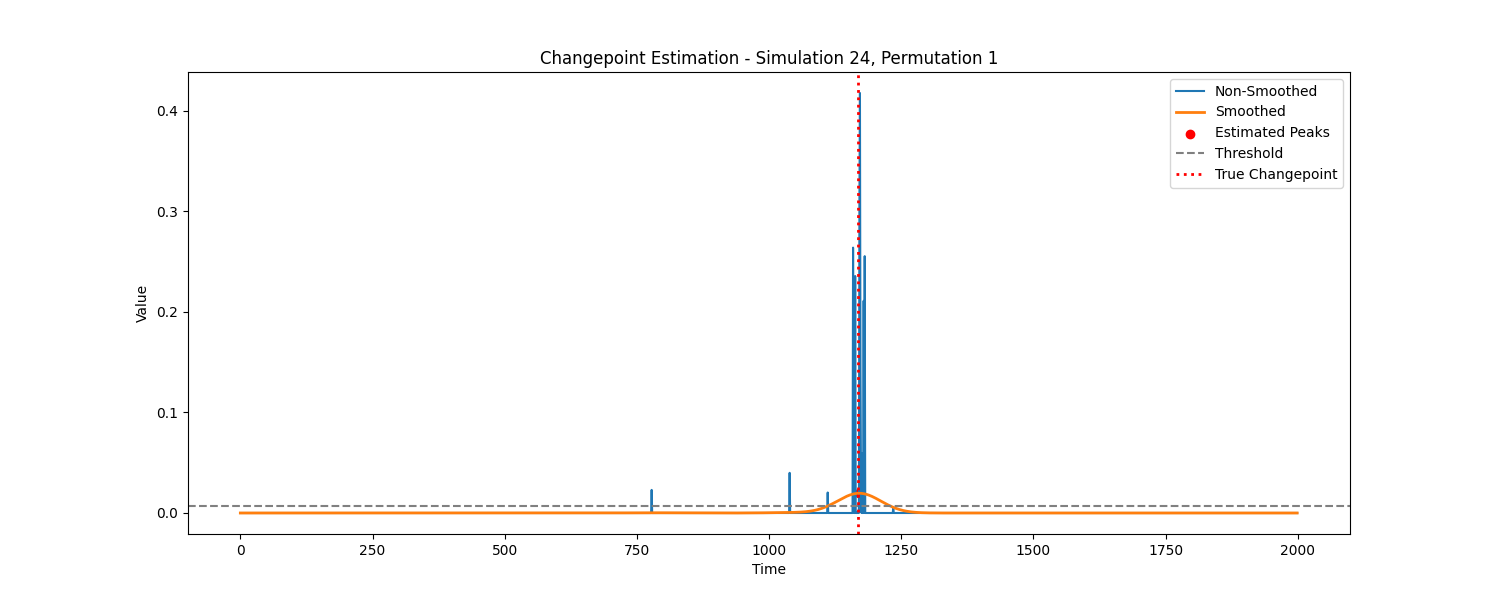 Changepoint Estimation - Simulation 24, Permutation 1
Non-Smoothed
Smoothed
Estimated Peaks
Threshold
True Changepoint
Value
0.4
0.3
0.2
0.1
0.0
0 250 500 750 1000 1250 1500 1750 2000
Time